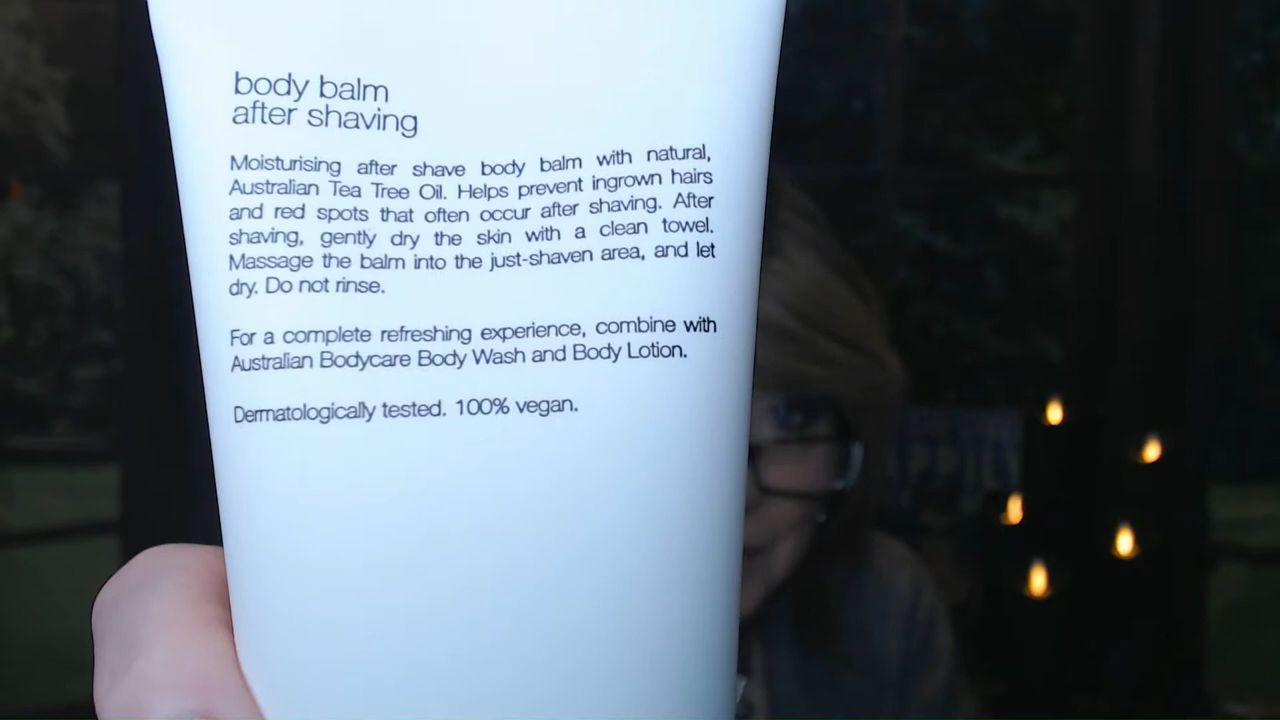 body balm
after shaving
Moisturising after shave body balm with natural,
Australian Tea Tree Oil. Helps prevent ingrown hairs
and red spots that often occur after shaving. After
shaving, gently dry the skin with a clean towel.
Massage the balm into the just-shaven area, and let
dry. Do not rinse.
For a complete refreshing experience, combine with
Australian Bodycare Body Wash and Body Lotion.
Dermatologically tested. 100% vegan.